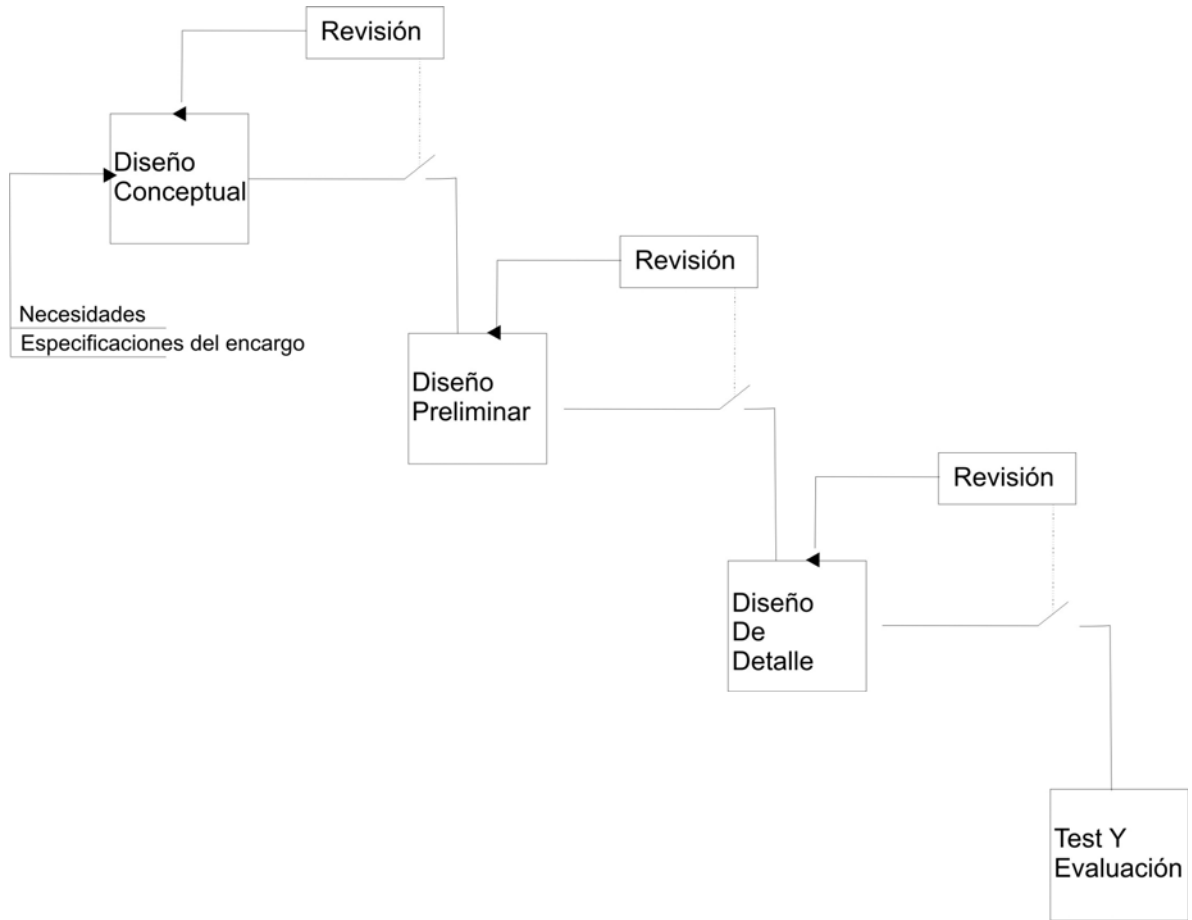 Revisión
Diseño
Conceptual
Necesidades
Especificaciones del encargo
Revisión
Diseño
Preliminar
Revisión
Diseño
De
Detalle
Test Y
Evaluación